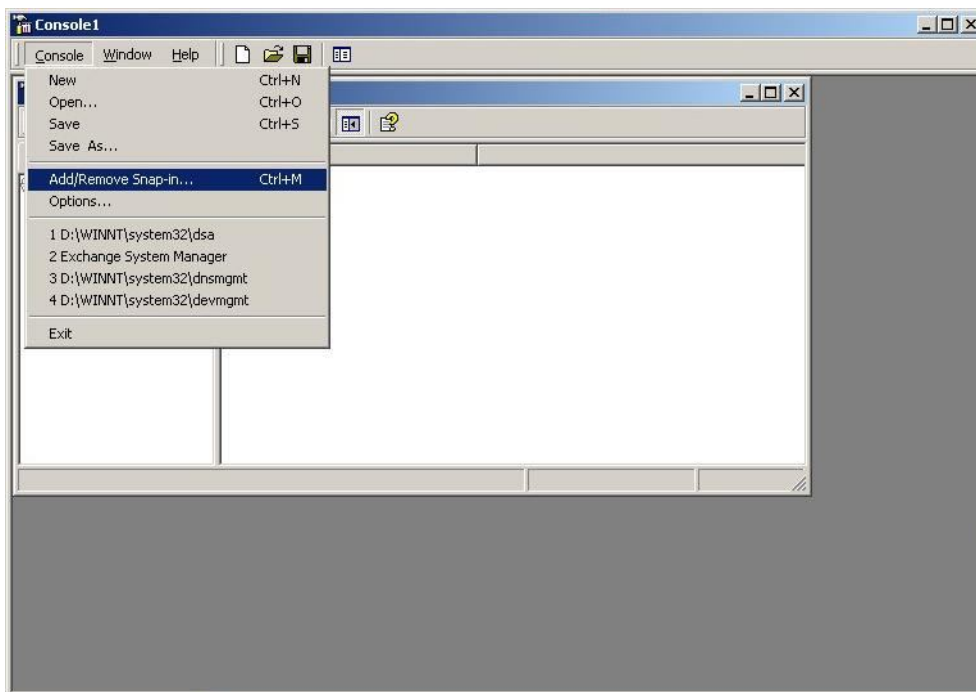 Console1
Console Window Help
New Ctrl+N
Open... Ctrl+O
Save Ctrl+S
Save As...
Add/Remove Snap-in... Ctrl+M
Options...
1 D:\WINNT\system32\dsa
2 Exchange System Manager
3 D:\WINNT\system32\dnsmgmt
4 D:\WINNT\system32\devmgmt
Exit